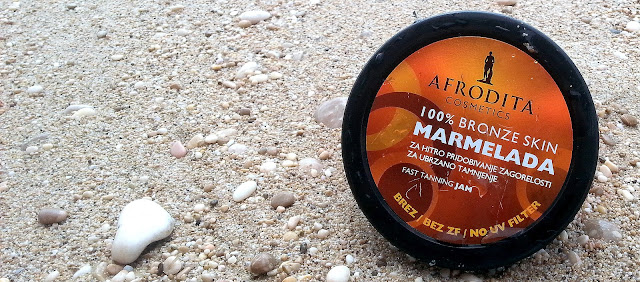 AFRODITA
COSMETICS
100% BRONZE SKIN
MARMELADA
ZA HITRO PRIDOBIVANJE ZAGORELOSTI
ZA UBRZANO TAMNJENJE
FAST TANNING JAM
BREZ / BEZ ZF / NO UV FILTER